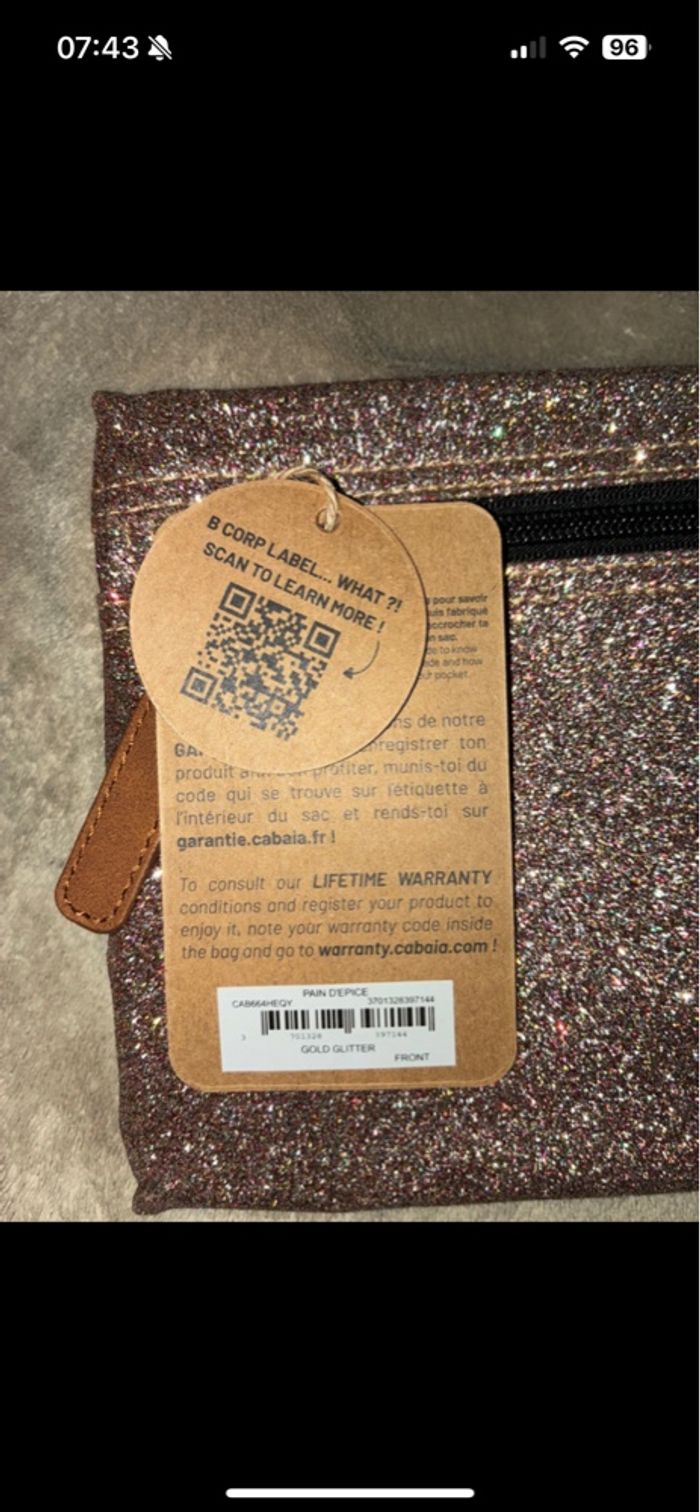 07:43
96
B CORP LABEL... WHAT ?!
SCAN TO LEARN MORE !
pour savoir
fabriqué
ta
sac.
to know
and how
pocket.
de notre
ton
produit profiter, munis-toi du
code qui se trouve sur l'étiquette à
l'intérieur du sac et rends-toi sur
garantie.cabaia.fr !
To consult our LIFETIME WARRANTY
conditions and register your product to
enjoy it, note your warranty code inside
the bag and go to warranty.cabaia.com !
PAIN D'EPICE
CAB664HEQY 3701328397144
3 701328 397144
GOLD GLITTER
FRONT